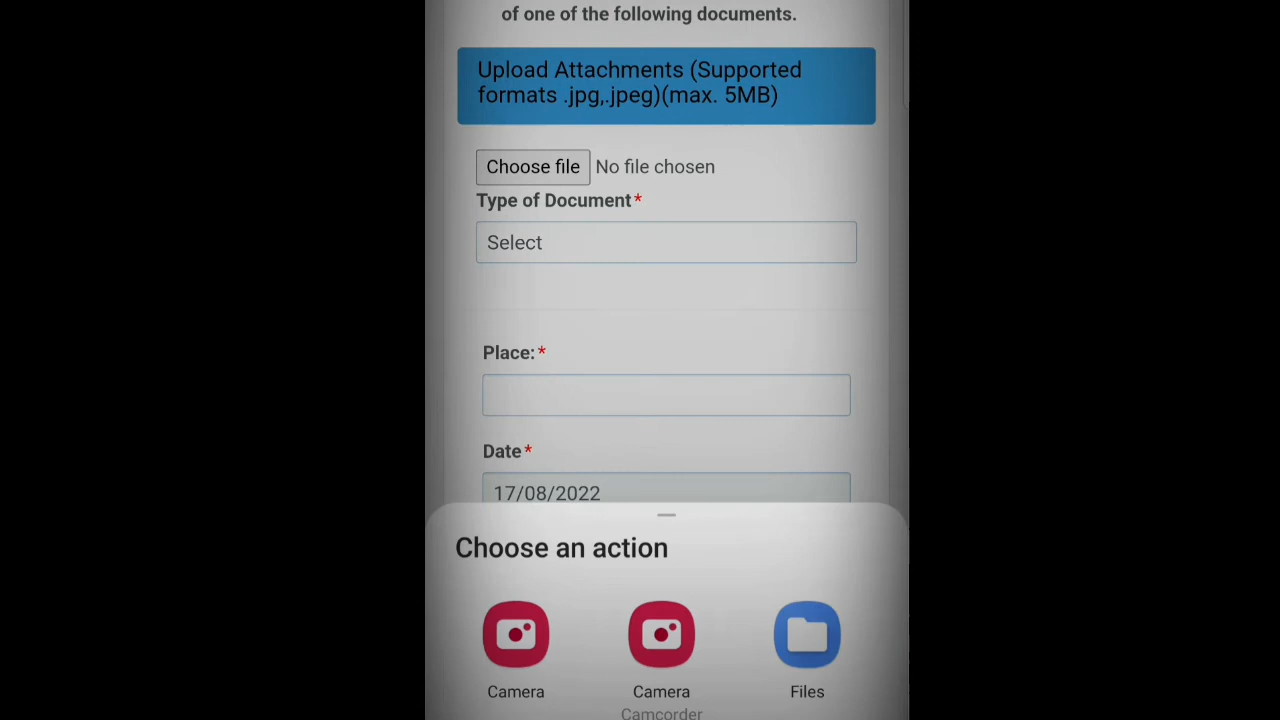 of one of the following documents.
Upload Attachments (Supported
formats .jpg,.jpeg)(max. 5MB)
Choose file No file chosen
Type of Document*
Select
Place:*
Date*
17/08/2022
Choose an action
Camera Camera Files
Camcorder